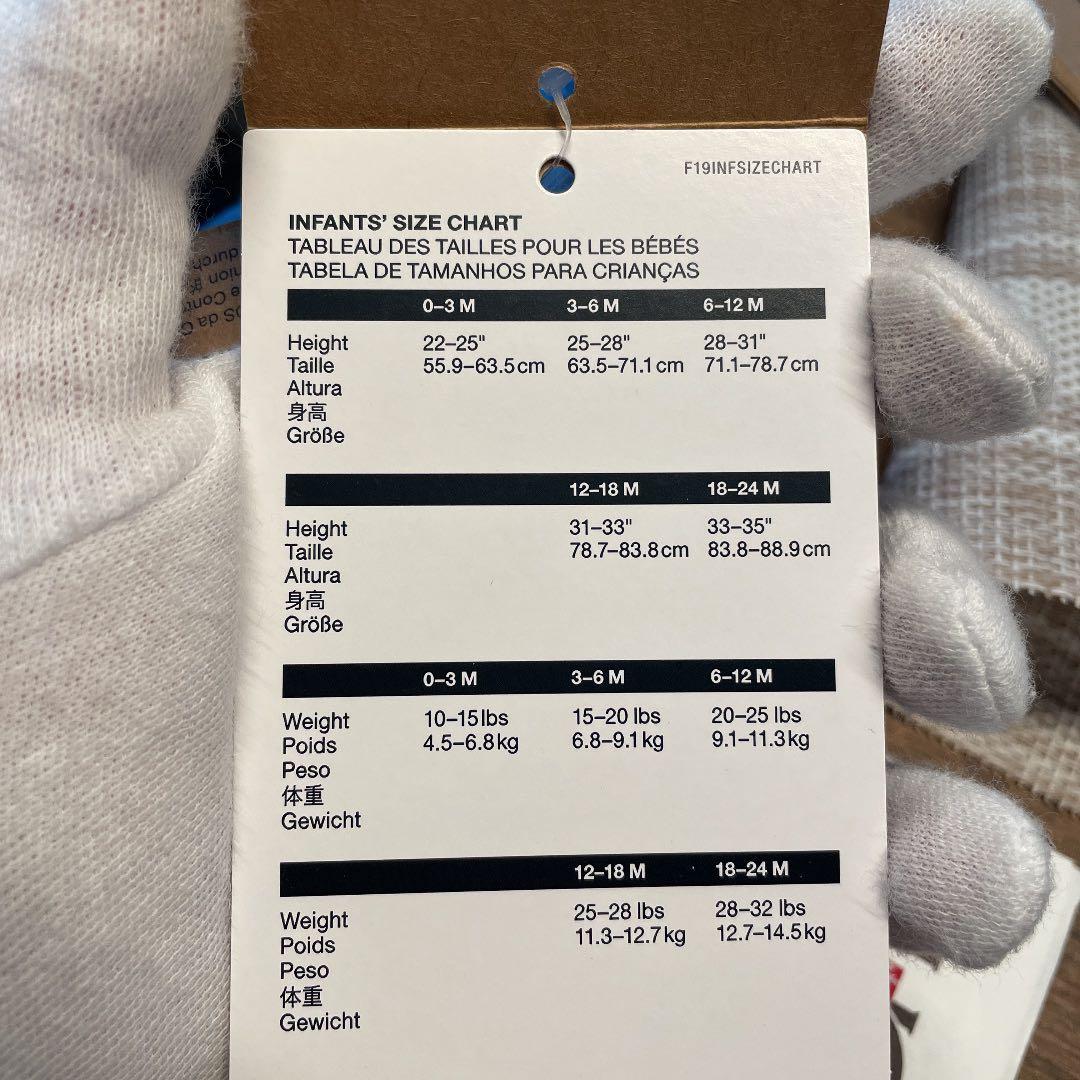 F19INFSIZECHART
INFANTS' SIZE CHART
TABLEAU DES TAILLES POUR LES BÉBÉS
TABELA DE TAMANHOS PARA CRIANÇAS
0–3 M 3–6 M 6–12 M
Height 22–25" 25–28" 28–31"
Taille 55.9–63.5 cm 63.5–71.1 cm 71.1–78.7 cm
Altura
身高
Größe
12–18 M 18–24 M
Height 31–33" 33–35"
Taille 78.7–83.8 cm 83.8–88.9 cm
Altura
身高
Größe
0–3 M 3–6 M 6–12 M
Weight 10–15 lbs 15–20 lbs 20–25 lbs
Poids 4.5–6.8 kg 6.8–9.1 kg 9.1–11.3 kg
Peso
体重
Gewicht
12–18 M 18–24 M
Weight 25–28 lbs 28–32 lbs
Poids 11.3–12.7 kg 12.7–14.5 kg
Peso
体重
Gewicht
durch